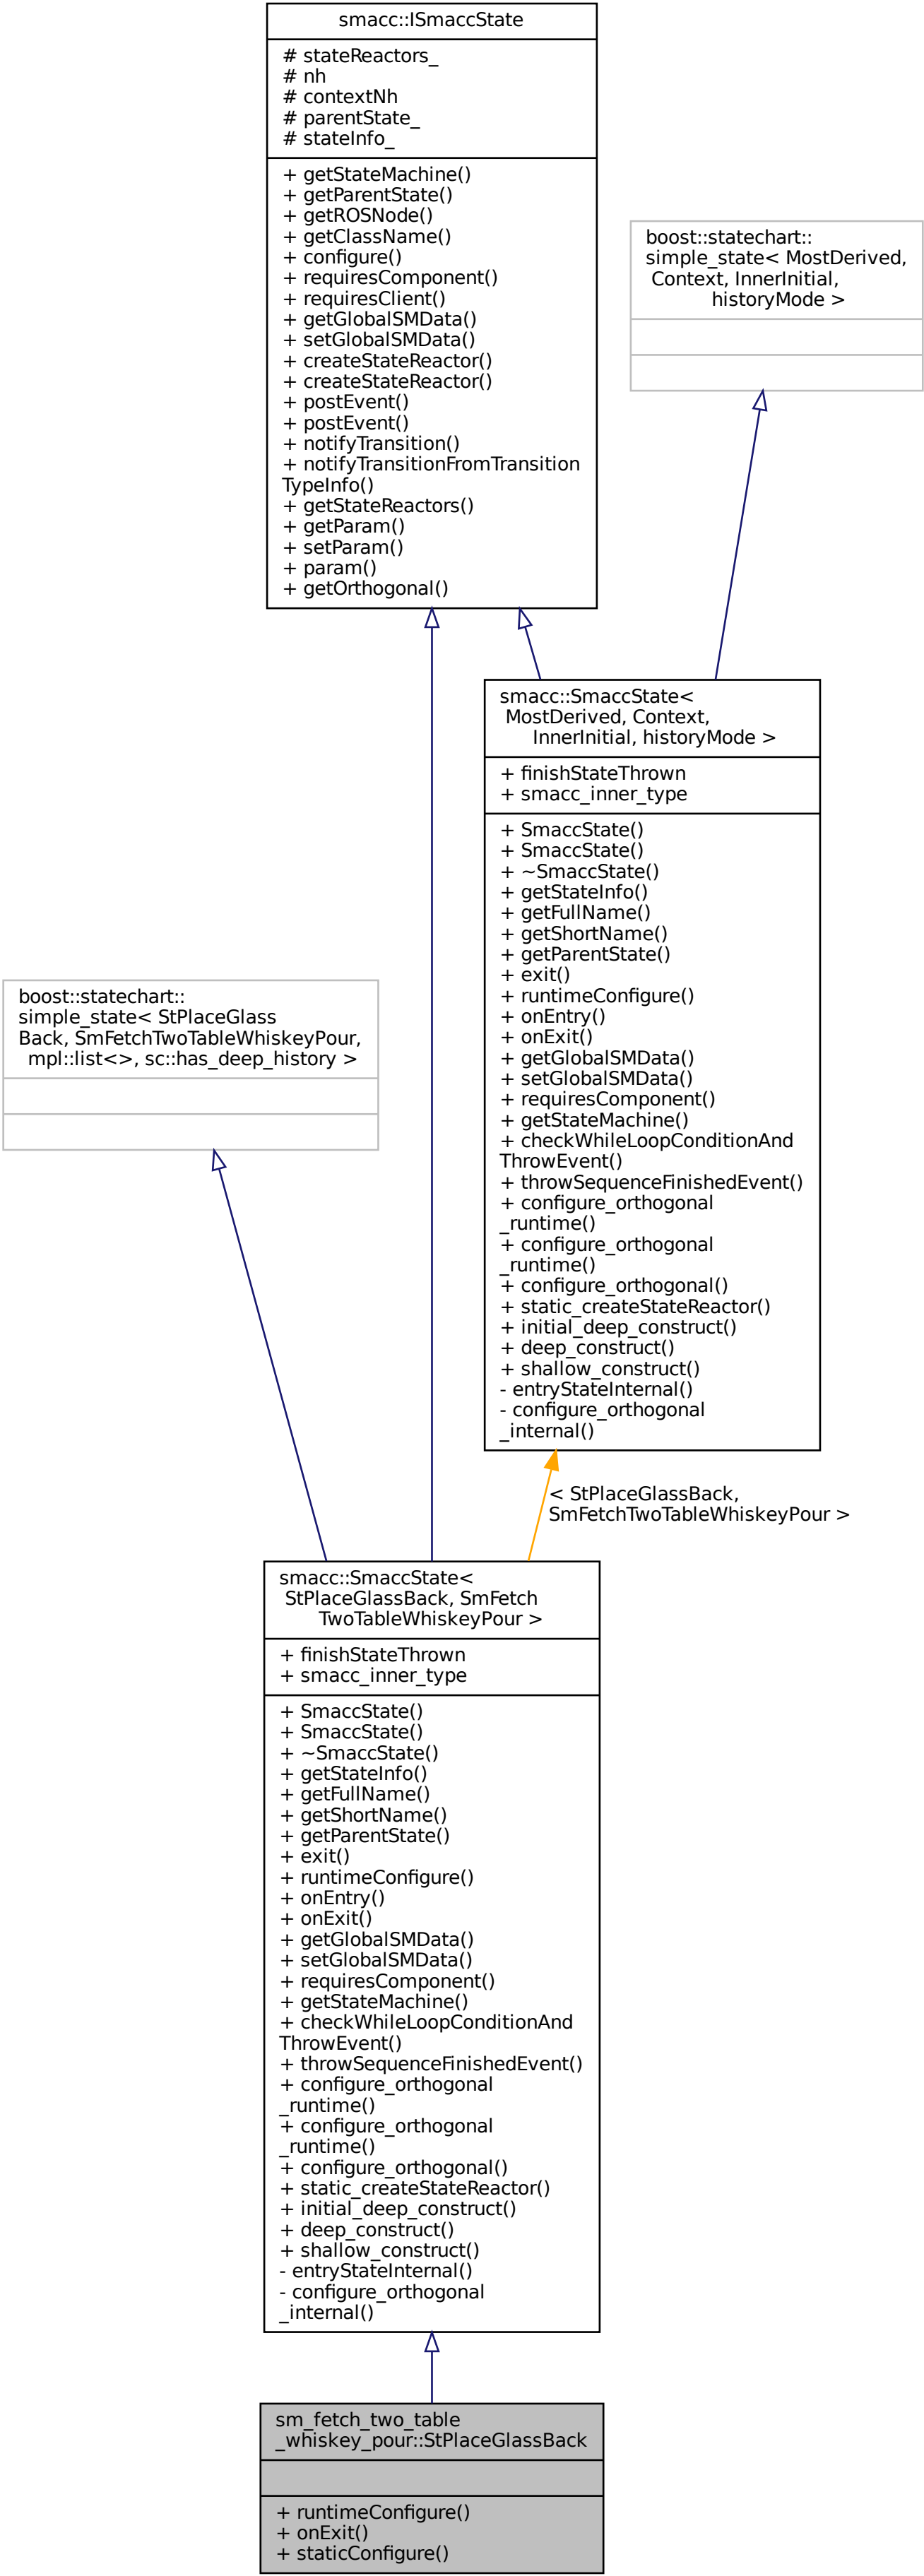 smacc::ISmaccState
# stateReactors_
# nh
# contextNh
# parentState_
# stateInfo_
+ getStateMachine()
+ getParentState()
+ getROSNode()
+ getClassName()
+ configure()
+ requiresComponent()
+ requiresClient()
+ getGlobalSMData()
+ setGlobalSMData()
+ createStateReactor()
+ createStateReactor()
+ postEvent()
+ postEvent()
+ notifyTransition()
+ notifyTransitionFromTransition
TypeInfo()
+ getStateReactors()
+ getParam()
+ setParam()
+ param()
+ getOrthogonal()
boost::statechart::
simple_state< MostDerived,
Context, InnerInitial,
historyMode >
smacc::SmaccState<
MostDerived, Context,
InnerInitial, historyMode >
+ finishStateThrown
+ smacc_inner_type
+ SmaccState()
+ SmaccState()
+ ~SmaccState()
+ getStateInfo()
+ getFullName()
+ getShortName()
+ getParentState()
+ exit()
+ runtimeConfigure()
+ onEntry()
+ onExit()
+ getGlobalSMData()
+ setGlobalSMData()
+ requiresComponent()
+ getStateMachine()
+ checkWhileLoopConditionAnd
ThrowEvent()
+ throwSequenceFinishedEvent()
+ configure_orthogonal
_runtime()
+ configure_orthogonal
_runtime()
+ configure_orthogonal()
+ static_createStateReactor()
+ initial_deep_construct()
+ deep_construct()
+ shallow_construct()
- entryStateInternal()
- configure_orthogonal
_internal()
boost::statechart::
simple_state< StPlaceGlass
Back, SmFetchTwoTableWhiskeyPour,
mpl::list<>, sc::has_deep_history >
< StPlaceGlassBack,
SmFetchTwoTableWhiskeyPour >
smacc::SmaccState<
StPlaceGlassBack, SmFetch
TwoTableWhiskeyPour >
+ finishStateThrown
+ smacc_inner_type
+ SmaccState()
+ SmaccState()
+ ~SmaccState()
+ getStateInfo()
+ getFullName()
+ getShortName()
+ getParentState()
+ exit()
+ runtimeConfigure()
+ onEntry()
+ onExit()
+ getGlobalSMData()
+ setGlobalSMData()
+ requiresComponent()
+ getStateMachine()
+ checkWhileLoopConditionAnd
ThrowEvent()
+ throwSequenceFinishedEvent()
+ configure_orthogonal
_runtime()
+ configure_orthogonal
_runtime()
+ configure_orthogonal()
+ static_createStateReactor()
+ initial_deep_construct()
+ deep_construct()
+ shallow_construct()
- entryStateInternal()
- configure_orthogonal
_internal()
sm_fetch_two_table
_whiskey_pour::StPlaceGlassBack
+ runtimeConfigure()
+ onExit()
+ staticConfigure()